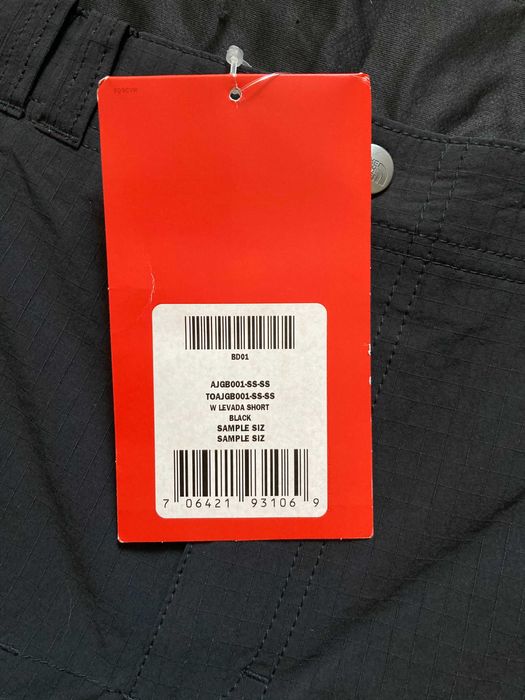 BD01
AJGB001-SS-SS
TOAJGB001-SS-SS
W LEVADA SHORT
BLACK
SAMPLE SIZ
SAMPLE SIZ
7 06421 93106 9